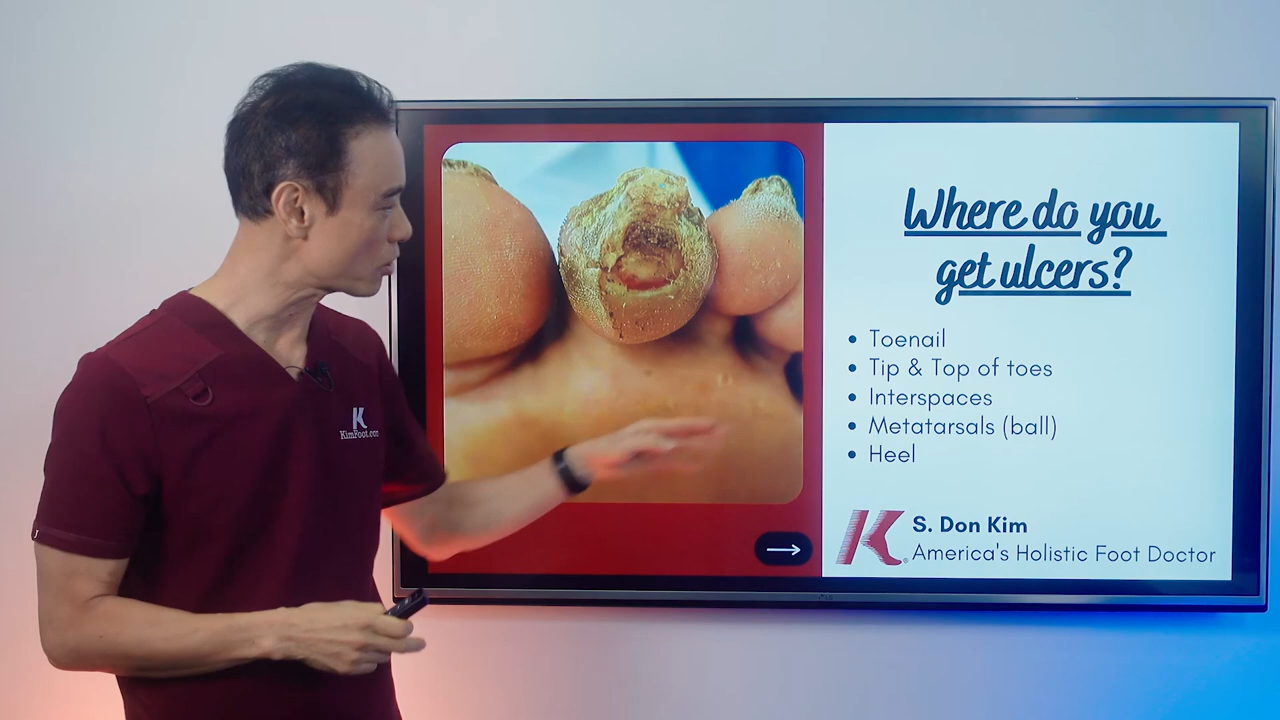 Where do you
get ulcers?
• Toenail
• Tip & Top of toes
• Interspaces
• Metatarsals (ball)
• Heel
K
S. Don Kim
America's Holistic Foot Doctor
K
KimFoot.com
LG